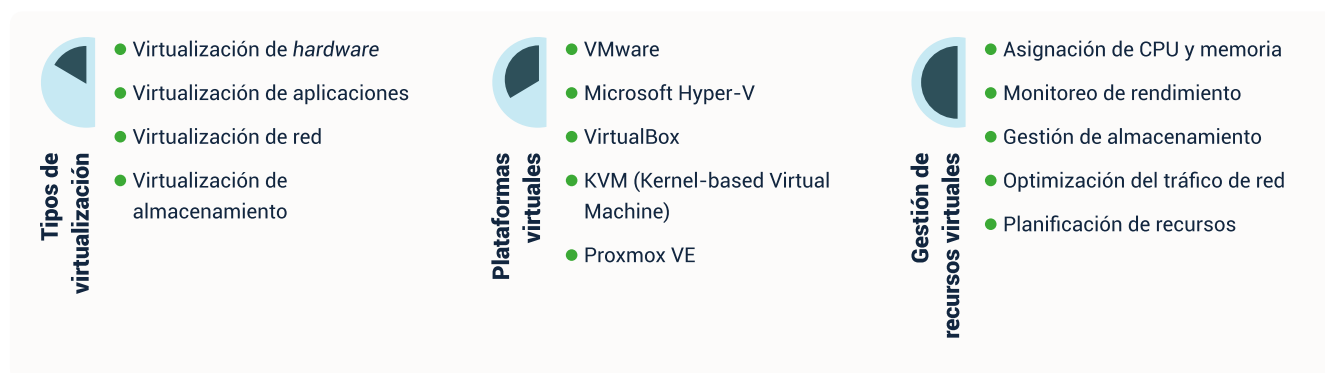 Tipos de
virtualización
Virtualización de hardware
Virtualización de aplicaciones
Virtualización de red
Virtualización de
almacenamiento
Plataformas
virtuales
VMware
Microsoft Hyper-V
VirtualBox
KVM (Kernel-based Virtual
Machine)
Proxmox VE
Gestión de
recursos virtuales
Asignación de CPU y memoria
Monitoreo de rendimiento
Gestión de almacenamiento
Optimización del tráfico de red
Planificación de recursos